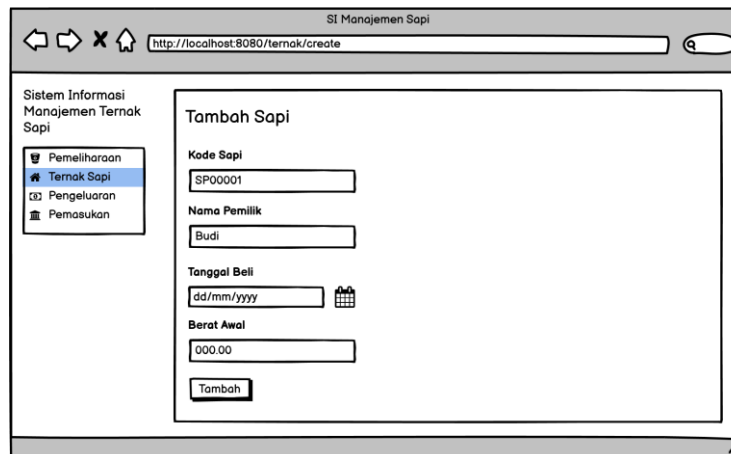 SI Manajemen Sapi
http://localhost:8080/ternak/create
Sistem Informasi
Manajemen Ternak
Sapi
Pemeliharaan
Ternak Sapi
Pengeluaran
Pemasukan
Tambah Sapi
Kode Sapi
SP00001
Nama Pemilik
Budi
Tanggal Beli
dd/mm/yyyy
Berat Awal
000.00
Tambah